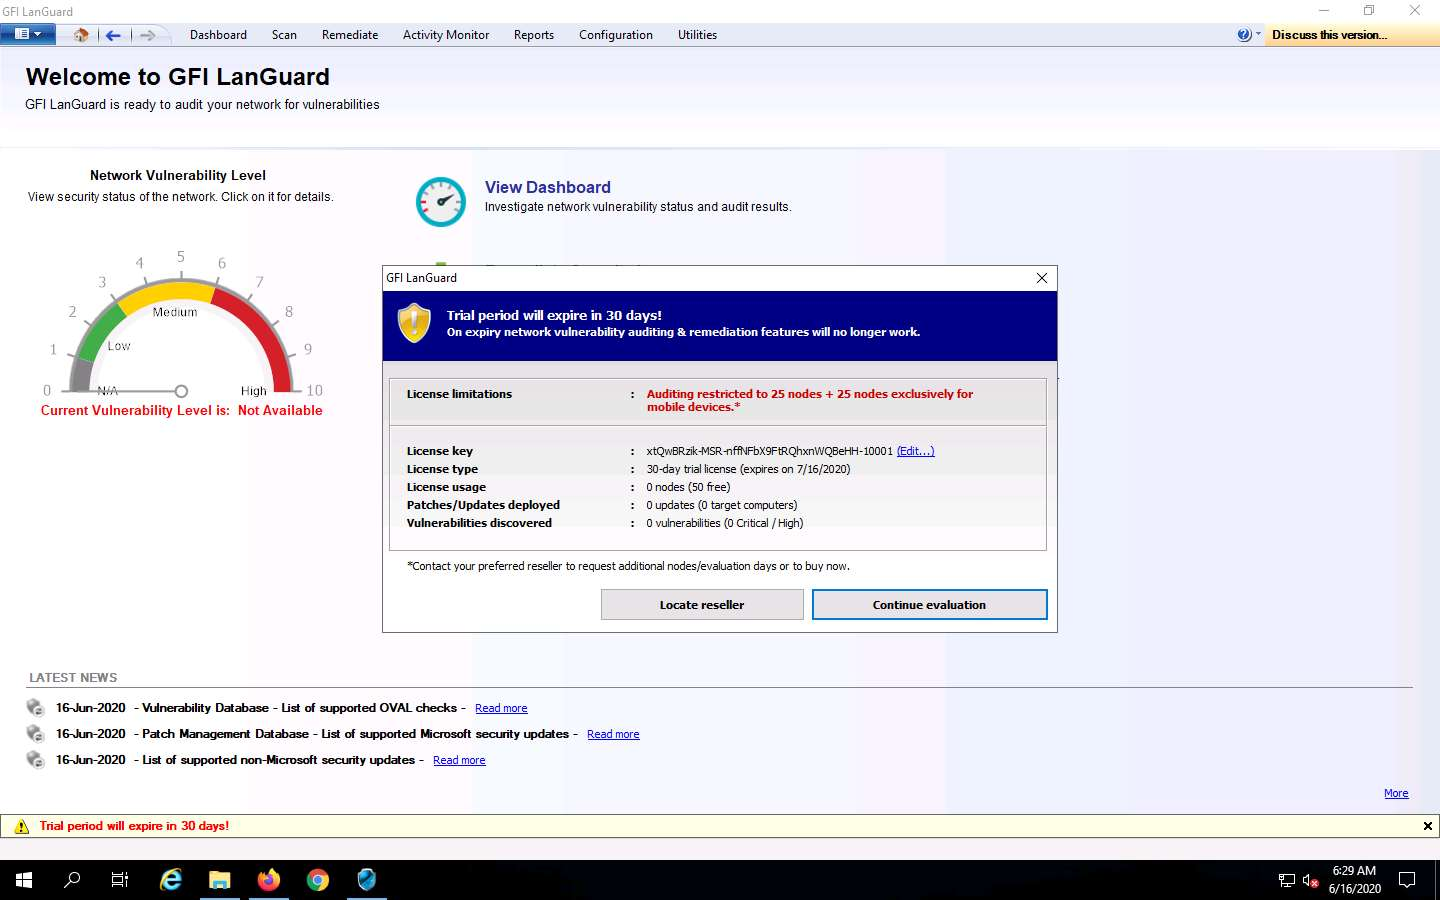 GFI LanGuard
Dashboard Scan Remediate Activity Monitor Reports Configuration Utilities Discuss this version...
Welcome to GFI LanGuard
GFI LanGuard is ready to audit your network for vulnerabilities
Network Vulnerability Level
View security status of the network. Click on it for details.
0 1 2 3 4 5 6 7 8 9 10
N/A Low Medium High
Current Vulnerability Level is: Not Available
View Dashboard
Investigate network vulnerability status and audit results.
GFI LanGuard
Trial period will expire in 30 days!
On expiry network vulnerability auditing & remediation features will no longer work.
License limitations : Auditing restricted to 25 nodes + 25 nodes exclusively for
mobile devices.*
License key : xtQwBRzik-MSR-nffNFbX9FtRQhxnWQBeHH-10001 (Edit...)
License type : 30-day trial license (expires on 7/16/2020)
License usage : 0 nodes (50 free)
Patches/Updates deployed : 0 updates (0 target computers)
Vulnerabilities discovered : 0 vulnerabilities (0 Critical / High)
*Contact your preferred reseller to request additional nodes/evaluation days or to buy now.
Locate reseller Continue evaluation
LATEST NEWS
16-Jun-2020 - Vulnerability Database - List of supported OVAL checks - Read more
16-Jun-2020 - Patch Management Database - List of supported Microsoft security updates - Read more
16-Jun-2020 - List of supported non-Microsoft security updates - Read more
More
Trial period will expire in 30 days!
6:29 AM
6/16/2020